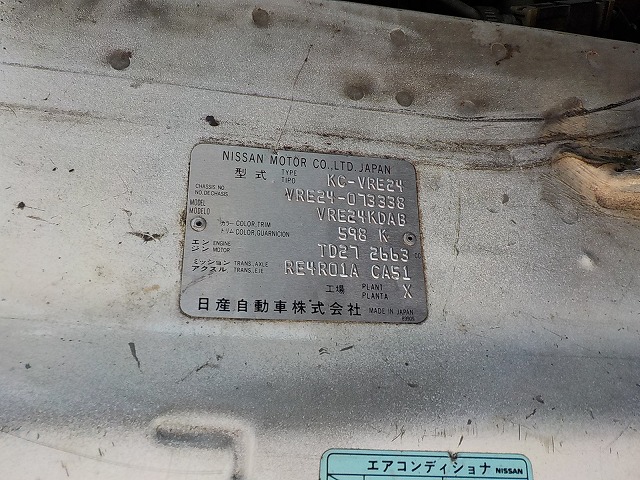 NISSAN MOTOR CO.,LTD.JAPAN
型式 TYPE TIPO KC-VRE24
CHASSIS NO. NO.DE CHASIS VRE24-073338
MODEL MODELO VRE24KDAB
カラー COLOR,TRIM
トリム COLOR,GUARNICION 598 K
エンジン ENGINE MOTOR TD27 2663 CC
ミッション TRANS.,AXLE
アクスル TRANS.,EJE RE4R01A CA51
工場 PLANT PLANTA X
日産自動車株式会社 MADE IN JAPAN
エアコンディショナ NISSAN